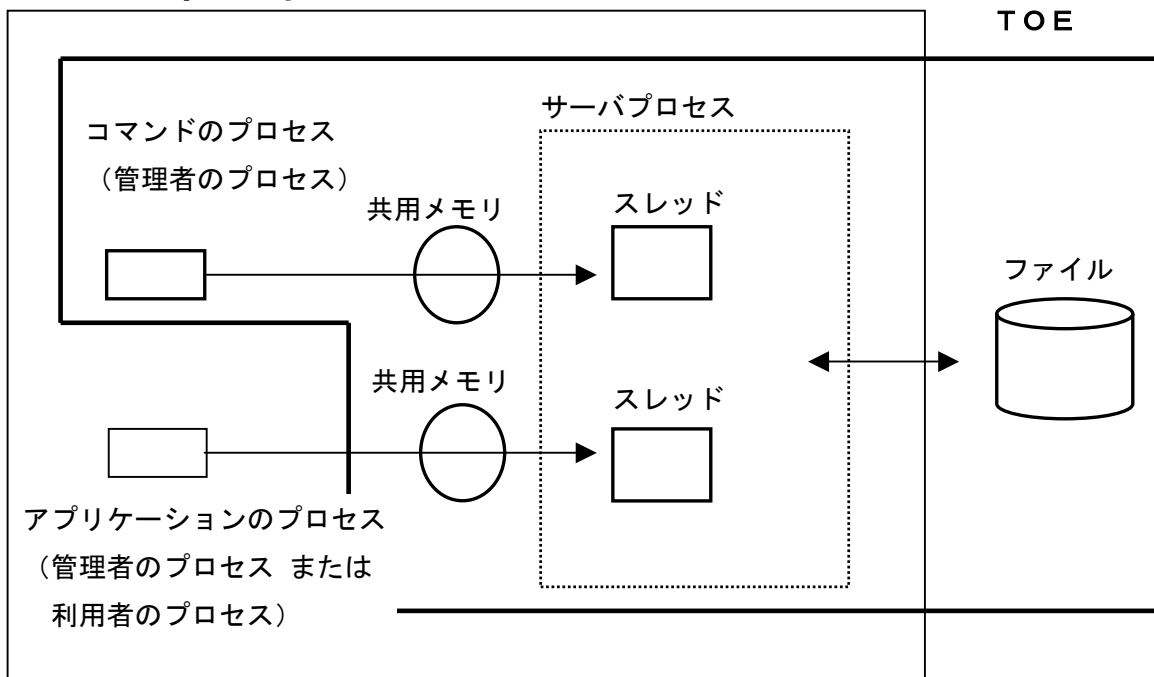 ＴＯＥ
サーバプロセス
コマンドのプロセス
（管理者のプロセス）
共用メモリ
スレッド
ファイル
共用メモリ
スレッド
アプリケーションのプロセス
（管理者のプロセス または
利用者のプロセス）